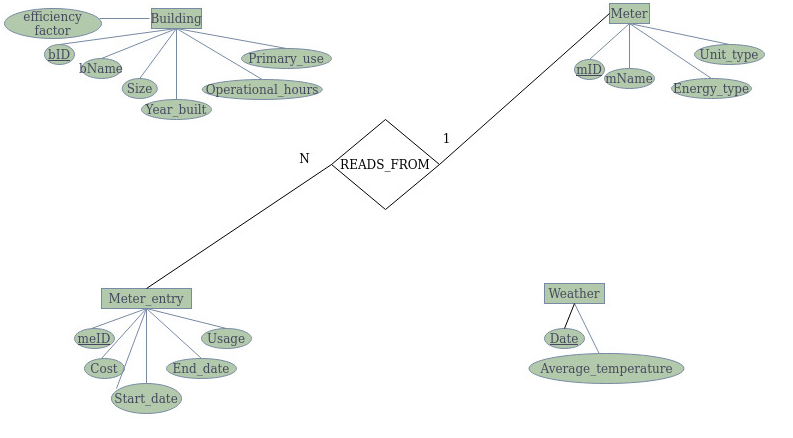 efficiency
factor
Building
Meter
bID
bName
Size
Year_built
Operational_hours
Primary_use
mID
mName
Energy_type
Unit_type
N
READS_FROM
1
Meter_entry
Weather
meID
Cost
Start_date
End_date
Usage
Date
Average_temperature